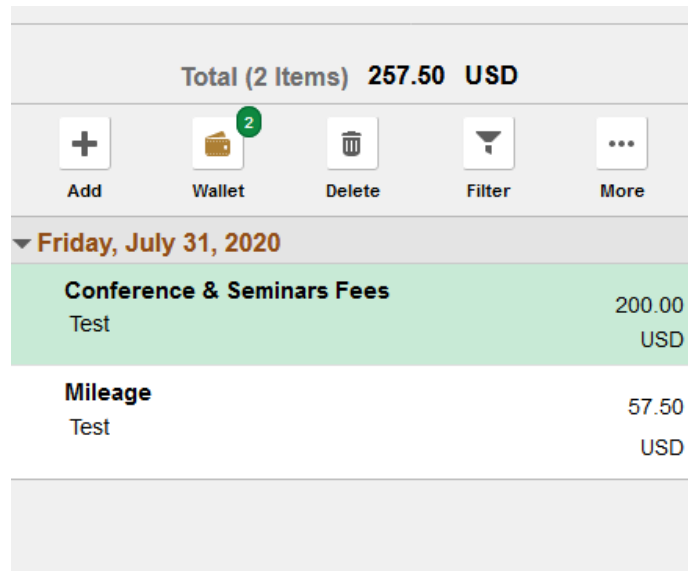 Total (2 Items) 257.50 USD
2
Add Wallet Delete Filter More
Friday, July 31, 2020
Conference & Seminars Fees
200.00
Test
USD
Mileage
57.50
Test
USD